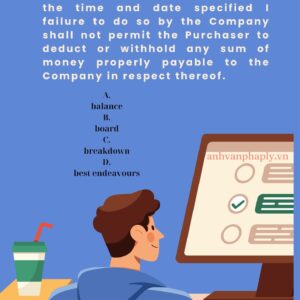 the time and date specified I
failure to do so by the Company
shall not permit the Purchaser to
deduct or withhold any sum of
money properly payable to the
Company in respect thereof.
A.
balance
B.
board
C.
breakdown
D.
best endeavours
anhvanphaply.vn